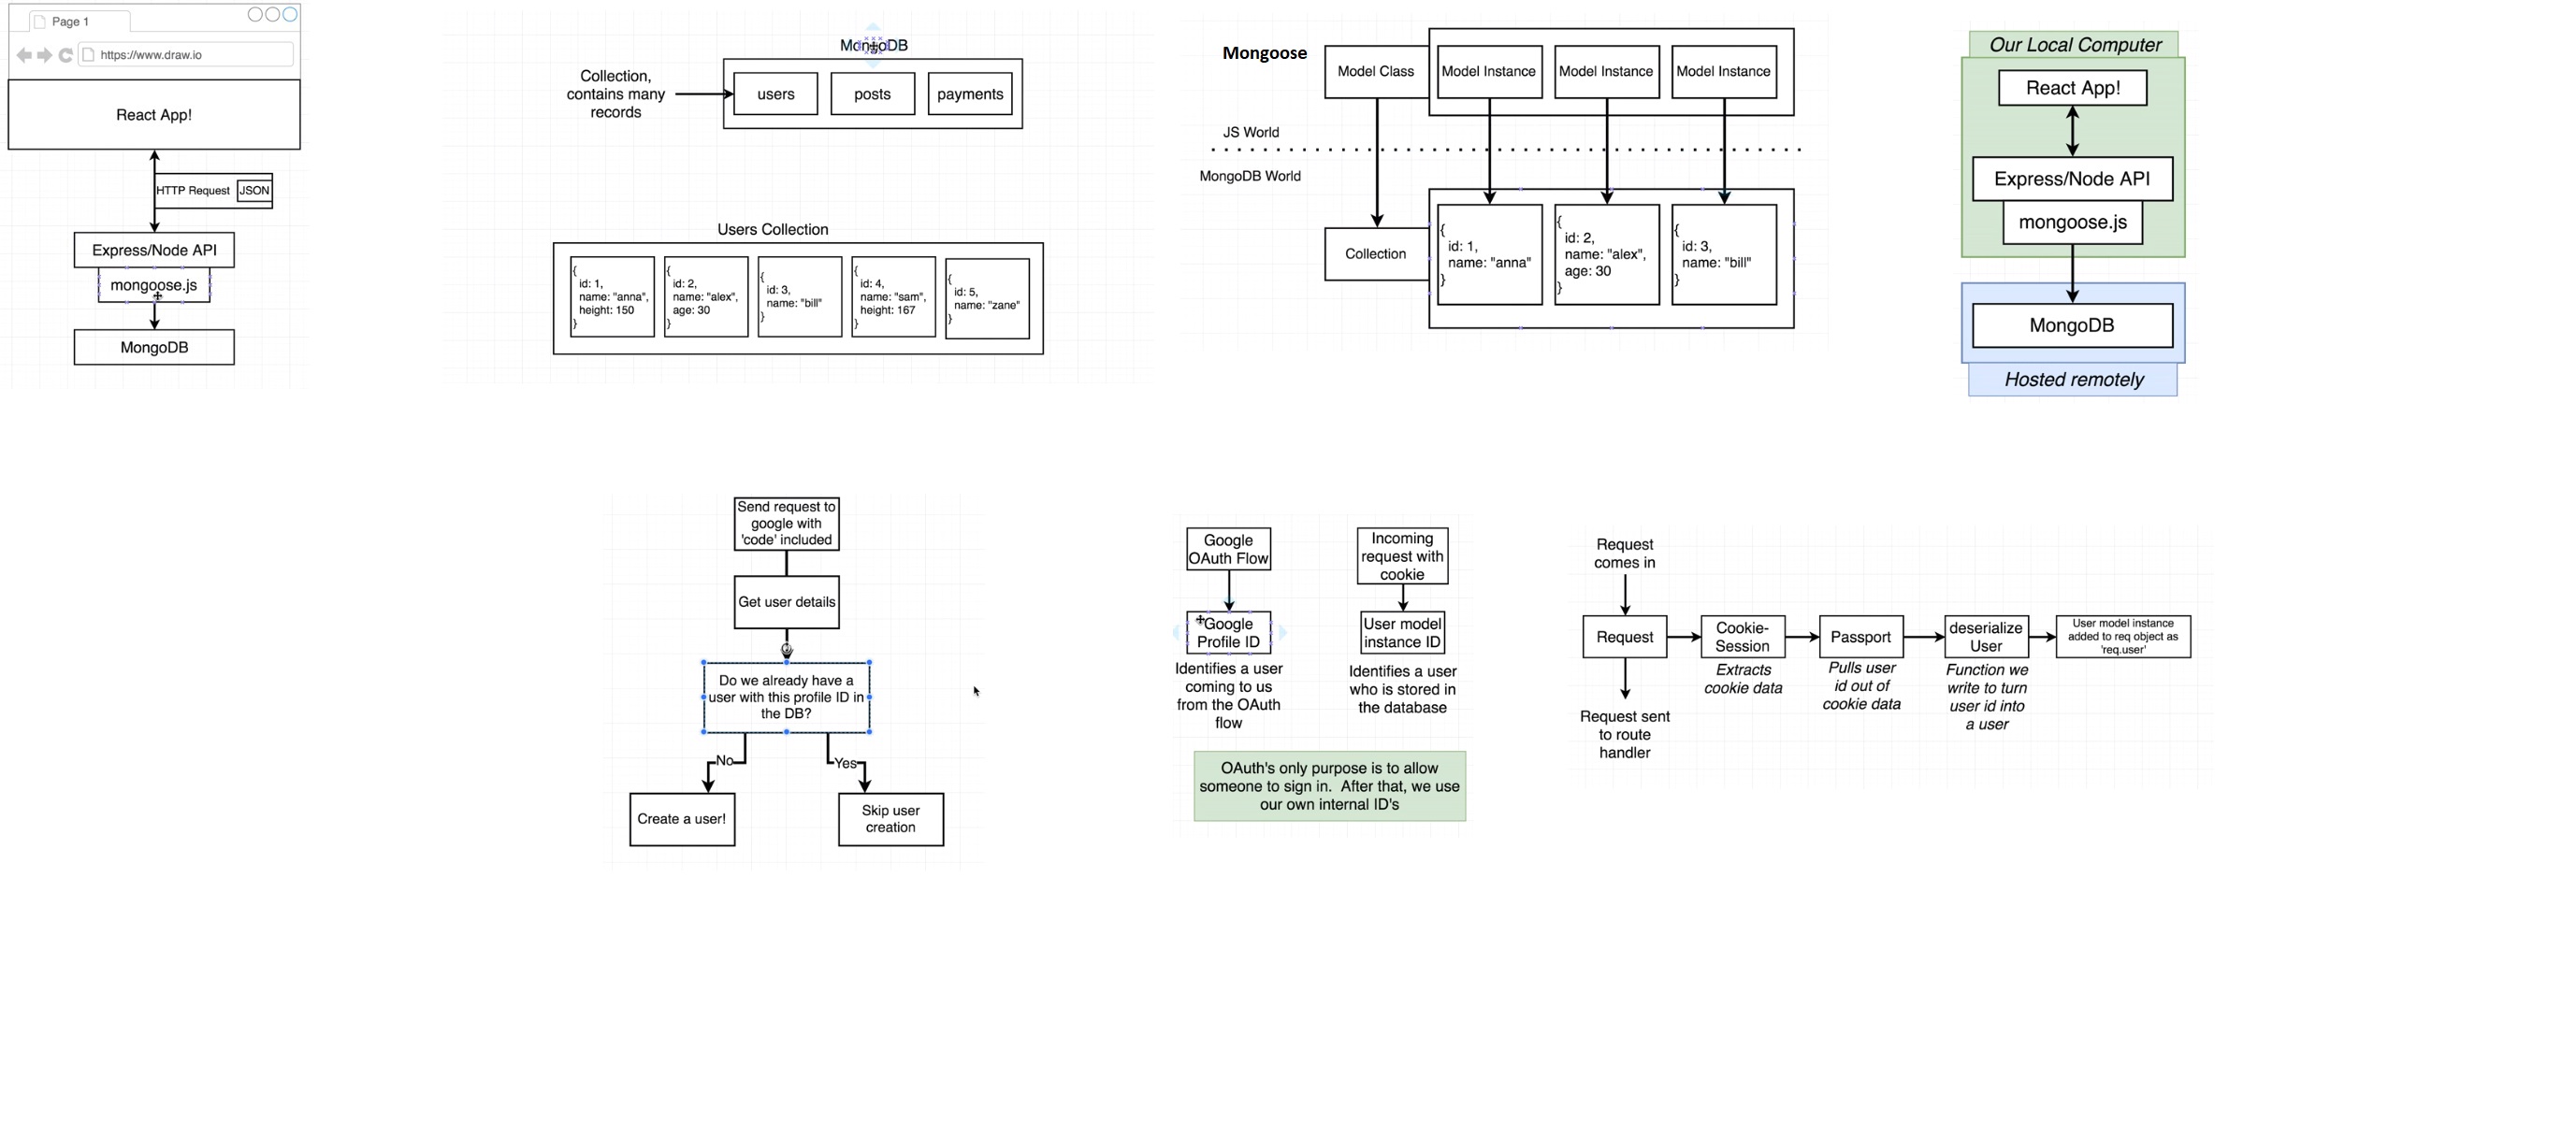 Page 1
https://www.draw.io
React App!
HTTP Request JSON
Express/Node API
mongoose.js
MongoDB
MongoDB
Collection,
contains many
records
users posts payments
Users Collection
{
id: 1,
name: "anna",
height: 150
}
{
id: 2,
name: "alex",
age: 30
}
{
id: 3,
name: "bill"
}
{
id: 4,
name: "sam",
height: 167
}
{
id: 5,
name: "zane"
}
Mongoose
Model Class Model Instance Model Instance Model Instance
JS World
MongoDB World
Collection
{
id: 1,
name: "anna"
}
{
id: 2,
name: "alex",
age: 30
}
{
id: 3,
name: "bill"
}
Our Local Computer
React App!
Express/Node API
mongoose.js
MongoDB
Hosted remotely
Send request to
google with
'code' included
Get user details
Do we already have a
user with this profile ID in
the DB?
No Yes
Create a user!
Skip user
creation
Google
OAuth Flow
Google
Profile ID
Identifies a user
coming to us
from the OAuth
flow
Incoming
request with
cookie
User model
instance ID
Identifies a user
who is stored in
the database
OAuth's only purpose is to allow
someone to sign in. After that, we use
our own internal ID's
Request
comes in
Request
Request sent
to route
handler
Cookie-
Session
Extracts
cookie data
Passport
Pulls user
id out of
cookie data
deserialize
User
Function we
write to turn
user id into
a user
User model instance
added to req object as
'req.user'